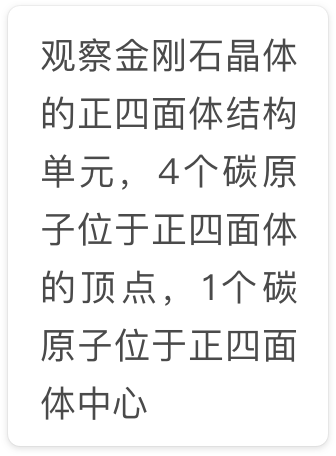 观察金刚石晶体
的正四面体结构
单元，4个碳原
子位于正四面体
的顶点，1个碳
原子位于正四面
体中心